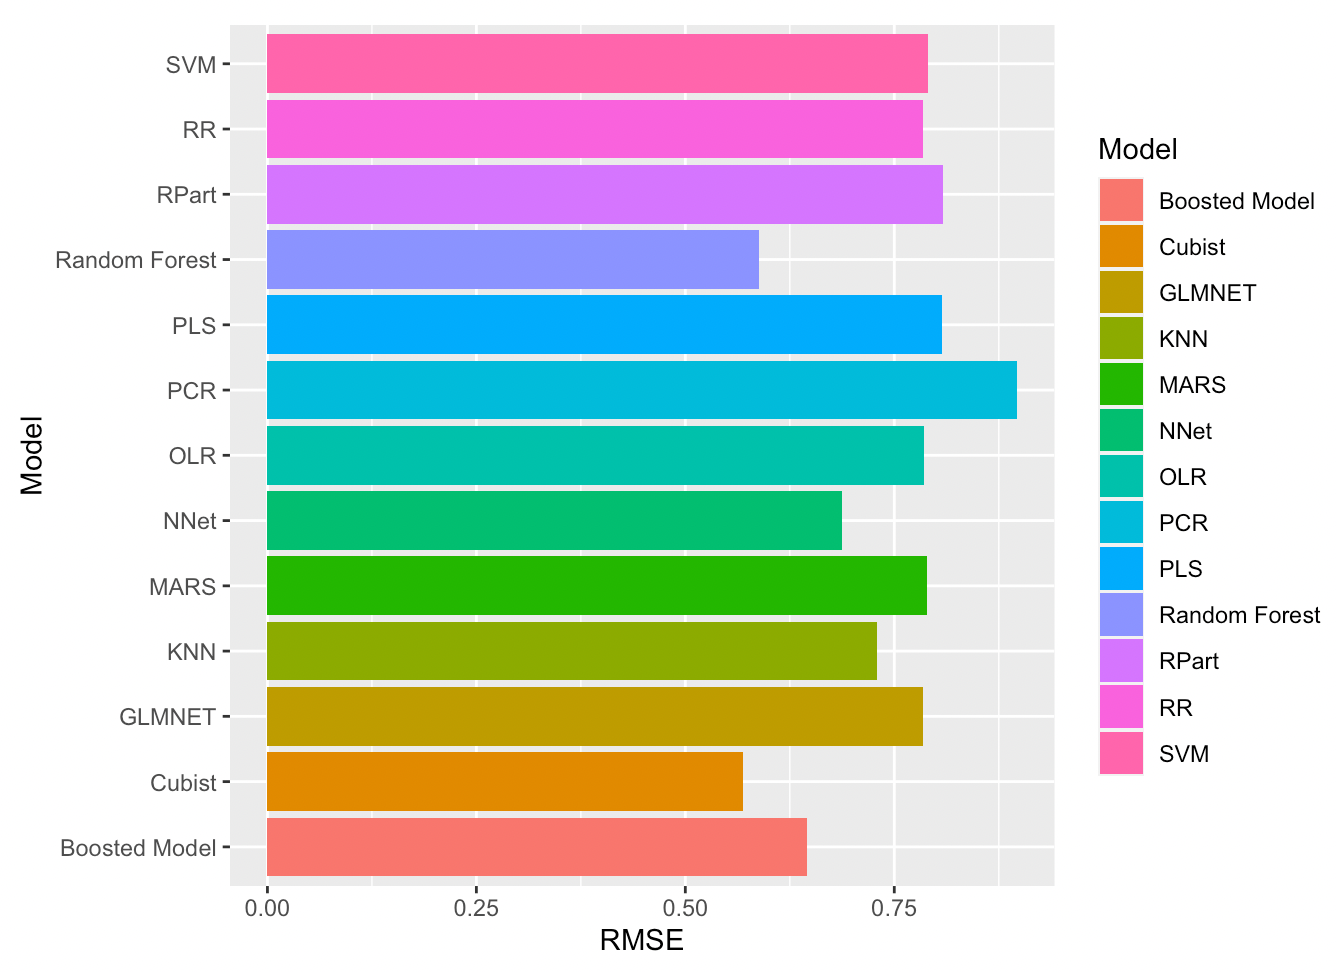 SVM
RR
RPart
Random Forest
PLS
PCR
OLR
NNet
MARS
KNN
GLMNET
Cubist
Boosted Model
Model
0.00 0.25 0.50 0.75
RMSE
Model
Boosted Model
Cubist
GLMNET
KNN
MARS
NNet
OLR
PCR
PLS
Random Forest
RPart
RR
SVM